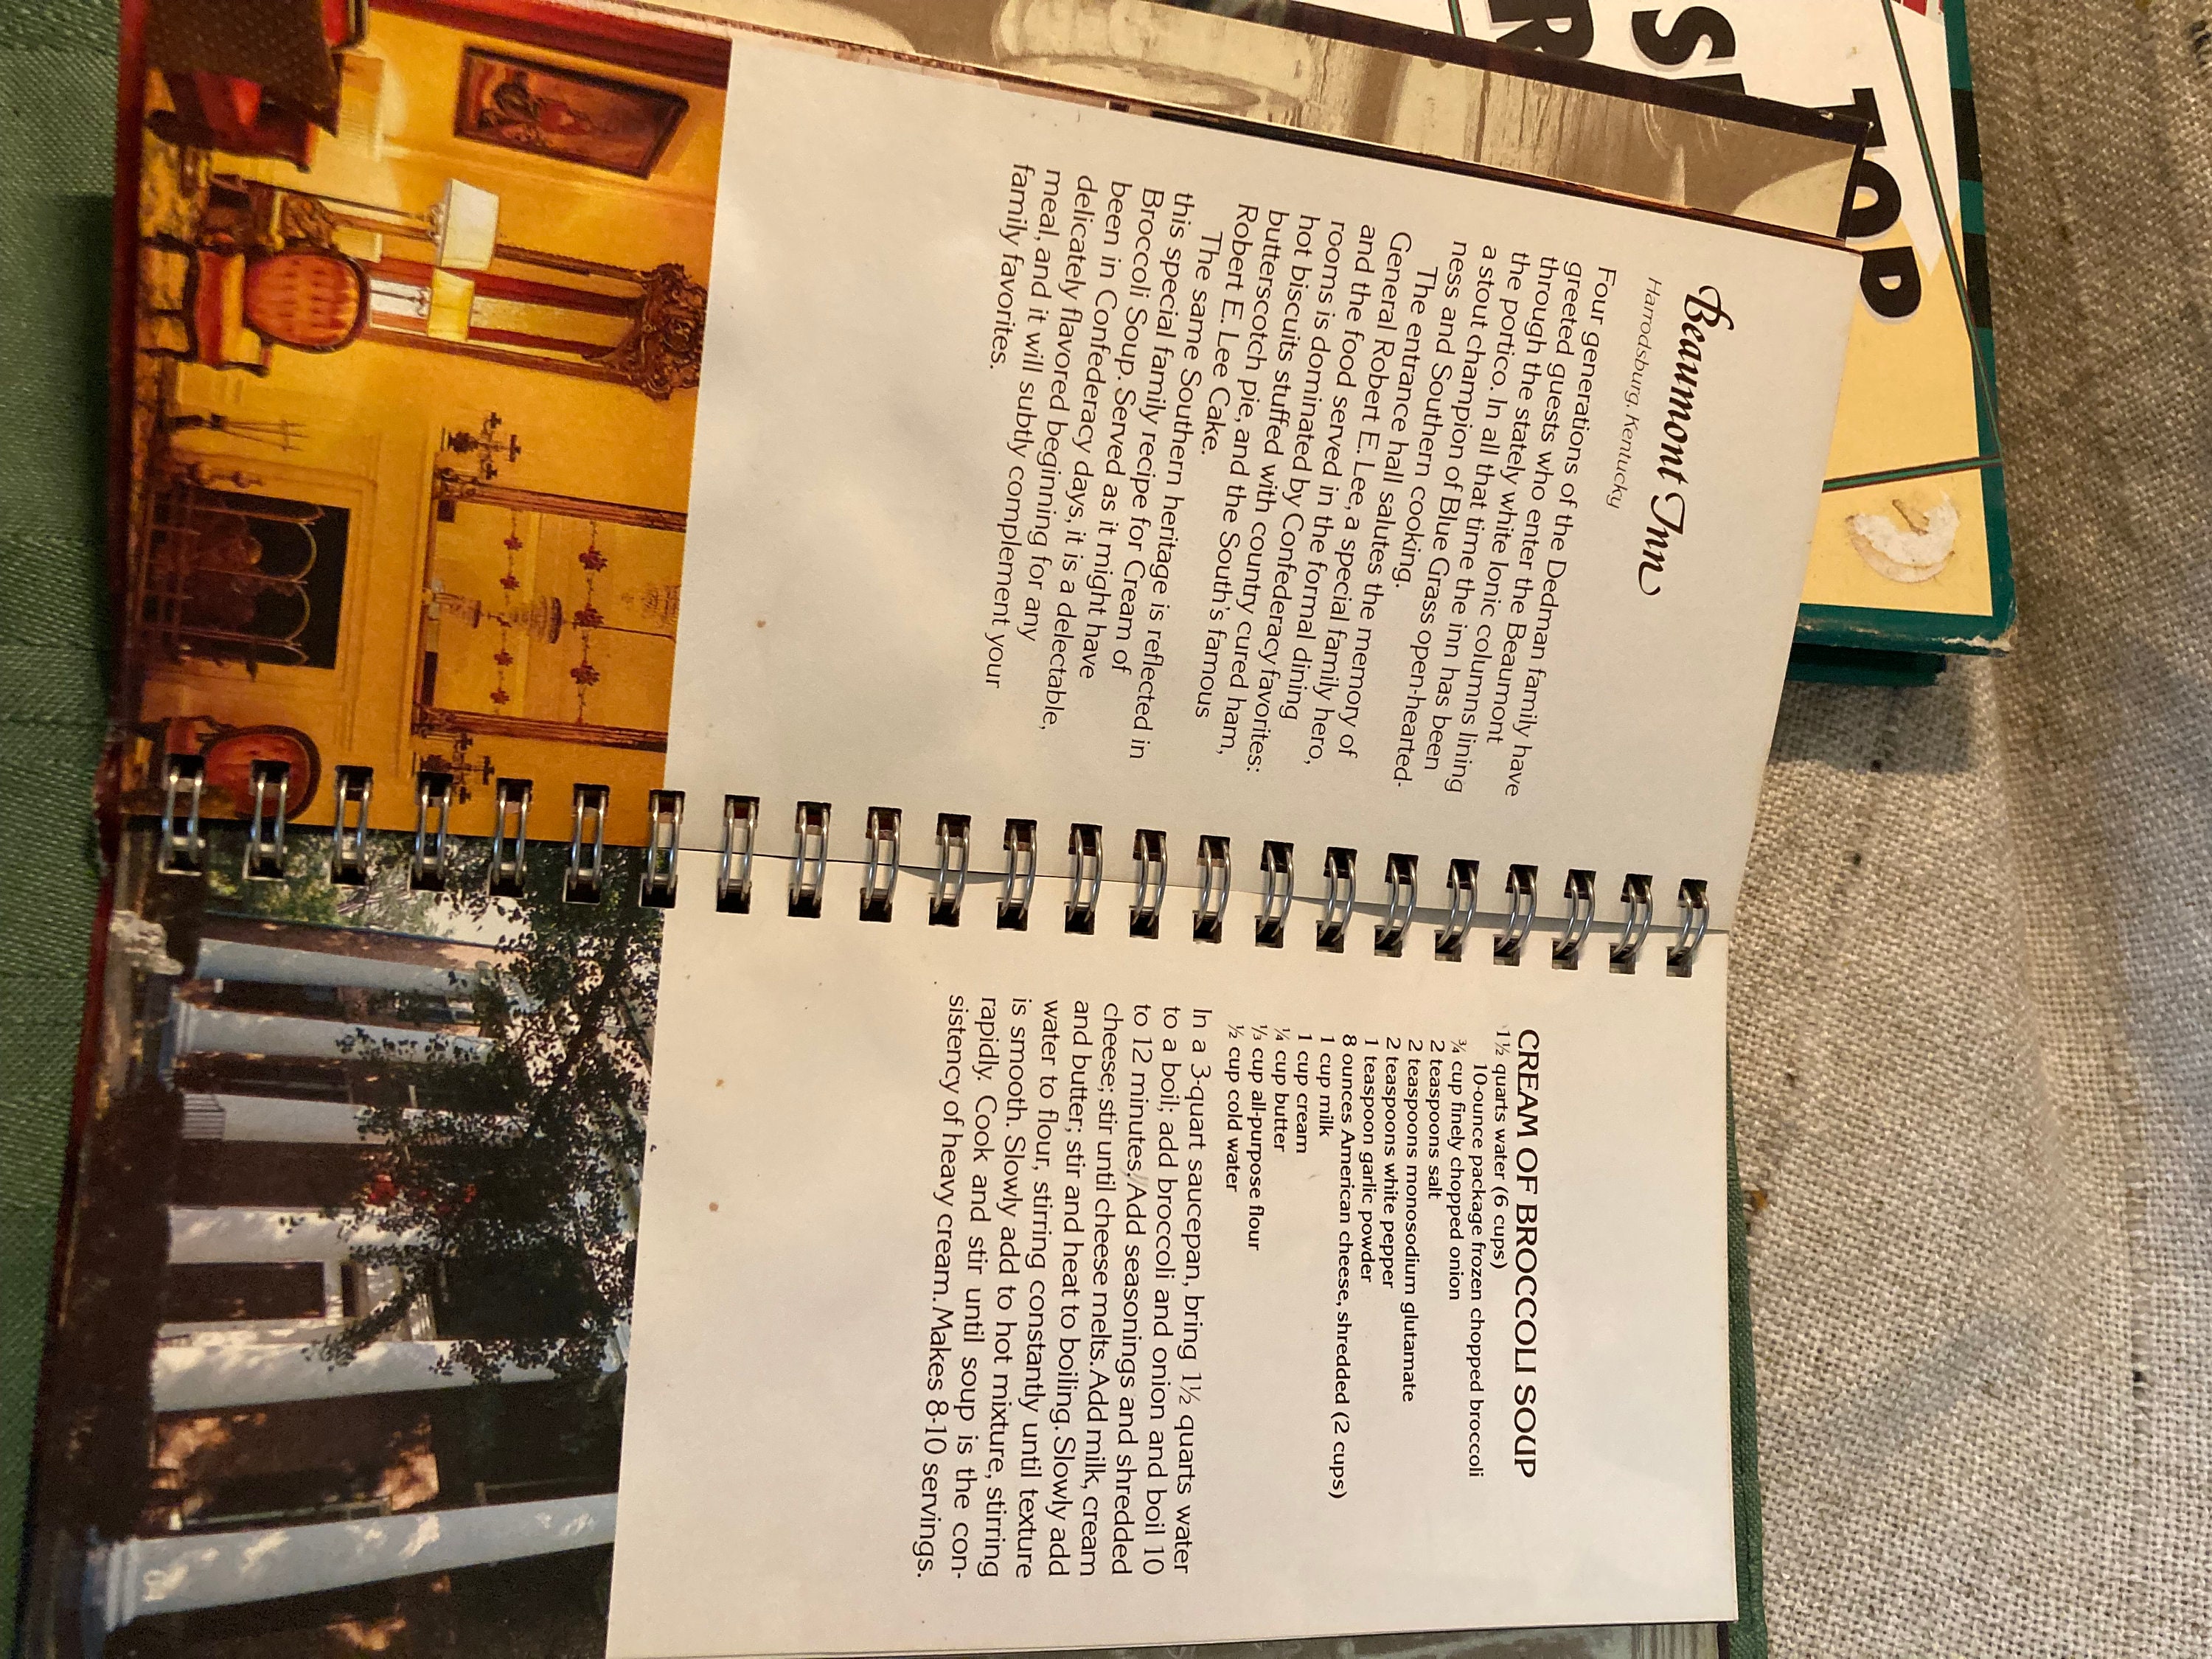 Beaumont Inn
Harrodsburg, Kentucky
Four generations of the Dedman family have
greeted guests who enter the Beaumont
through the stately white Ionic columns lining
the portico. In all that time the inn has been
a stout champion of Blue Grass open-hearted-
ness and Southern cooking.
The entrance hall salutes the memory of
General Robert E. Lee, a special family hero,
and the food served in the formal dining
rooms is dominated by Confederacy favorites:
hot biscuits stuffed with country cured ham,
butterscotch pie, and the South's famous
Robert E. Lee Cake.
The same Southern heritage is reflected in
this special family recipe for Cream of
Broccoli Soup. Served as it might have
been in Confederacy days, it is a delectable,
delicately flavored beginning for any
meal, and it will subtly complement your
family favorites.
CREAM OF BROCCOLI SOUP
1½ quarts water (6 cups)
10-ounce package frozen chopped broccoli
¾ cup finely chopped onion
2 teaspoons salt
2 teaspoons monosodium glutamate
2 teaspoons white pepper
1 teaspoon garlic powder
8 ounces American cheese, shredded (2 cups)
1 cup milk
1 cup cream
¼ cup butter
⅓ cup all-purpose flour
½ cup cold water
In a 3-quart saucepan, bring 1½ quarts water
to a boil; add broccoli and onion and boil 10
to 12 minutes. Add seasonings and shredded
cheese; stir until cheese melts. Add milk, cream
and butter; stir and heat to boiling. Slowly add
water to flour, stirring constantly until texture
is smooth. Slowly add to hot mixture, stirring
rapidly. Cook and stir until soup is the con-
sistency of heavy cream. Makes 8-10 servings.
TOP